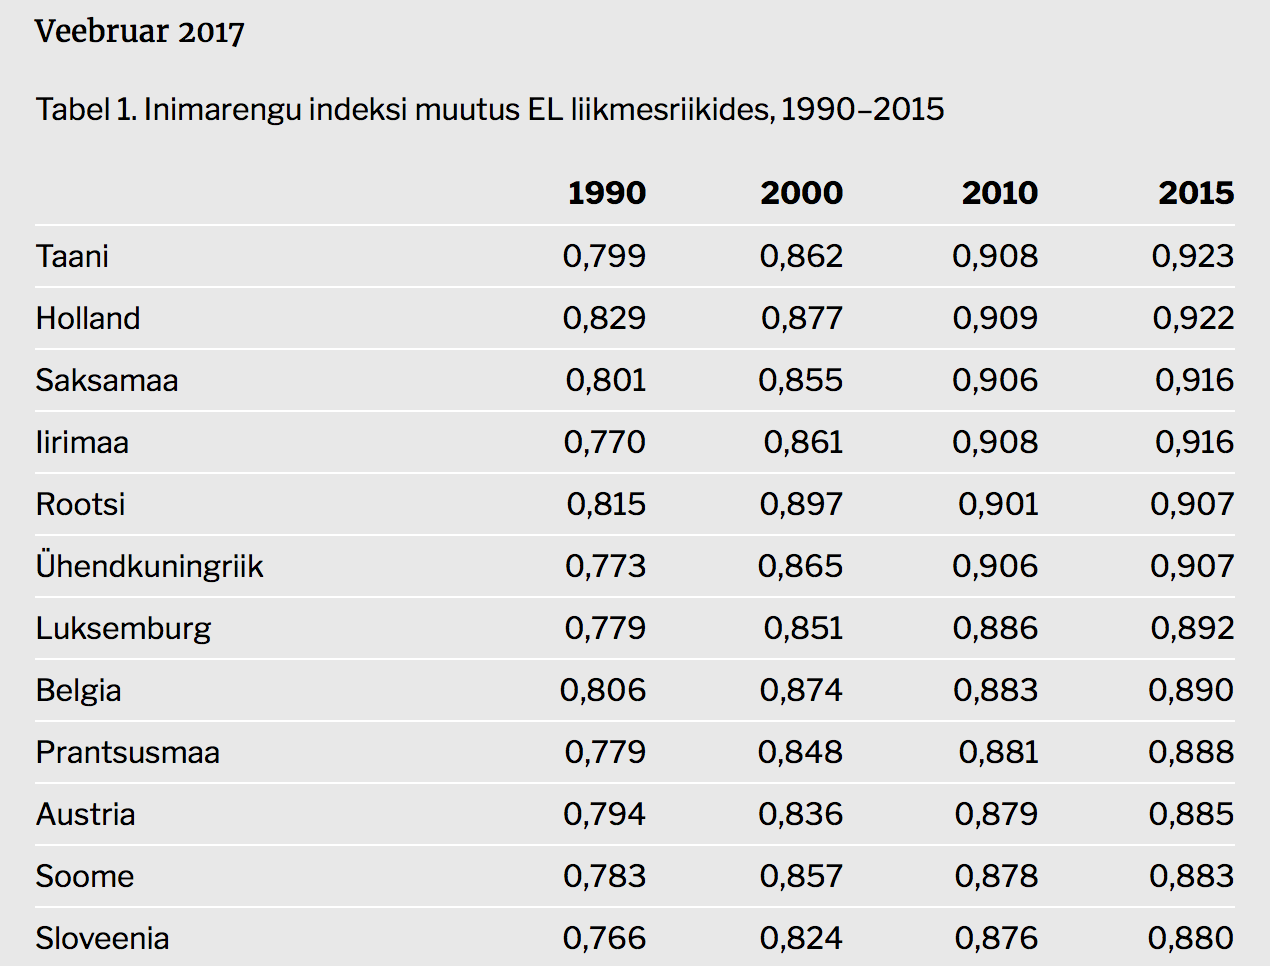 Veebruar 2017
Tabel 1. Inimarengu indeksi muutus EL liikmesriikides, 1990–2015
1990 2000 2010 2015
Taani 0,799 0,862 0,908 0,923
Holland 0,829 0,877 0,909 0,922
Saksamaa 0,801 0,855 0,906 0,916
Iirimaa 0,770 0,861 0,908 0,916
Rootsi 0,815 0,897 0,901 0,907
Ühendkuningriik 0,773 0,865 0,906 0,907
Luksemburg 0,779 0,851 0,886 0,892
Belgia 0,806 0,874 0,883 0,890
Prantsusmaa 0,779 0,848 0,881 0,888
Austria 0,794 0,836 0,879 0,885
Soome 0,783 0,857 0,878 0,883
Sloveenia 0,766 0,824 0,876 0,880